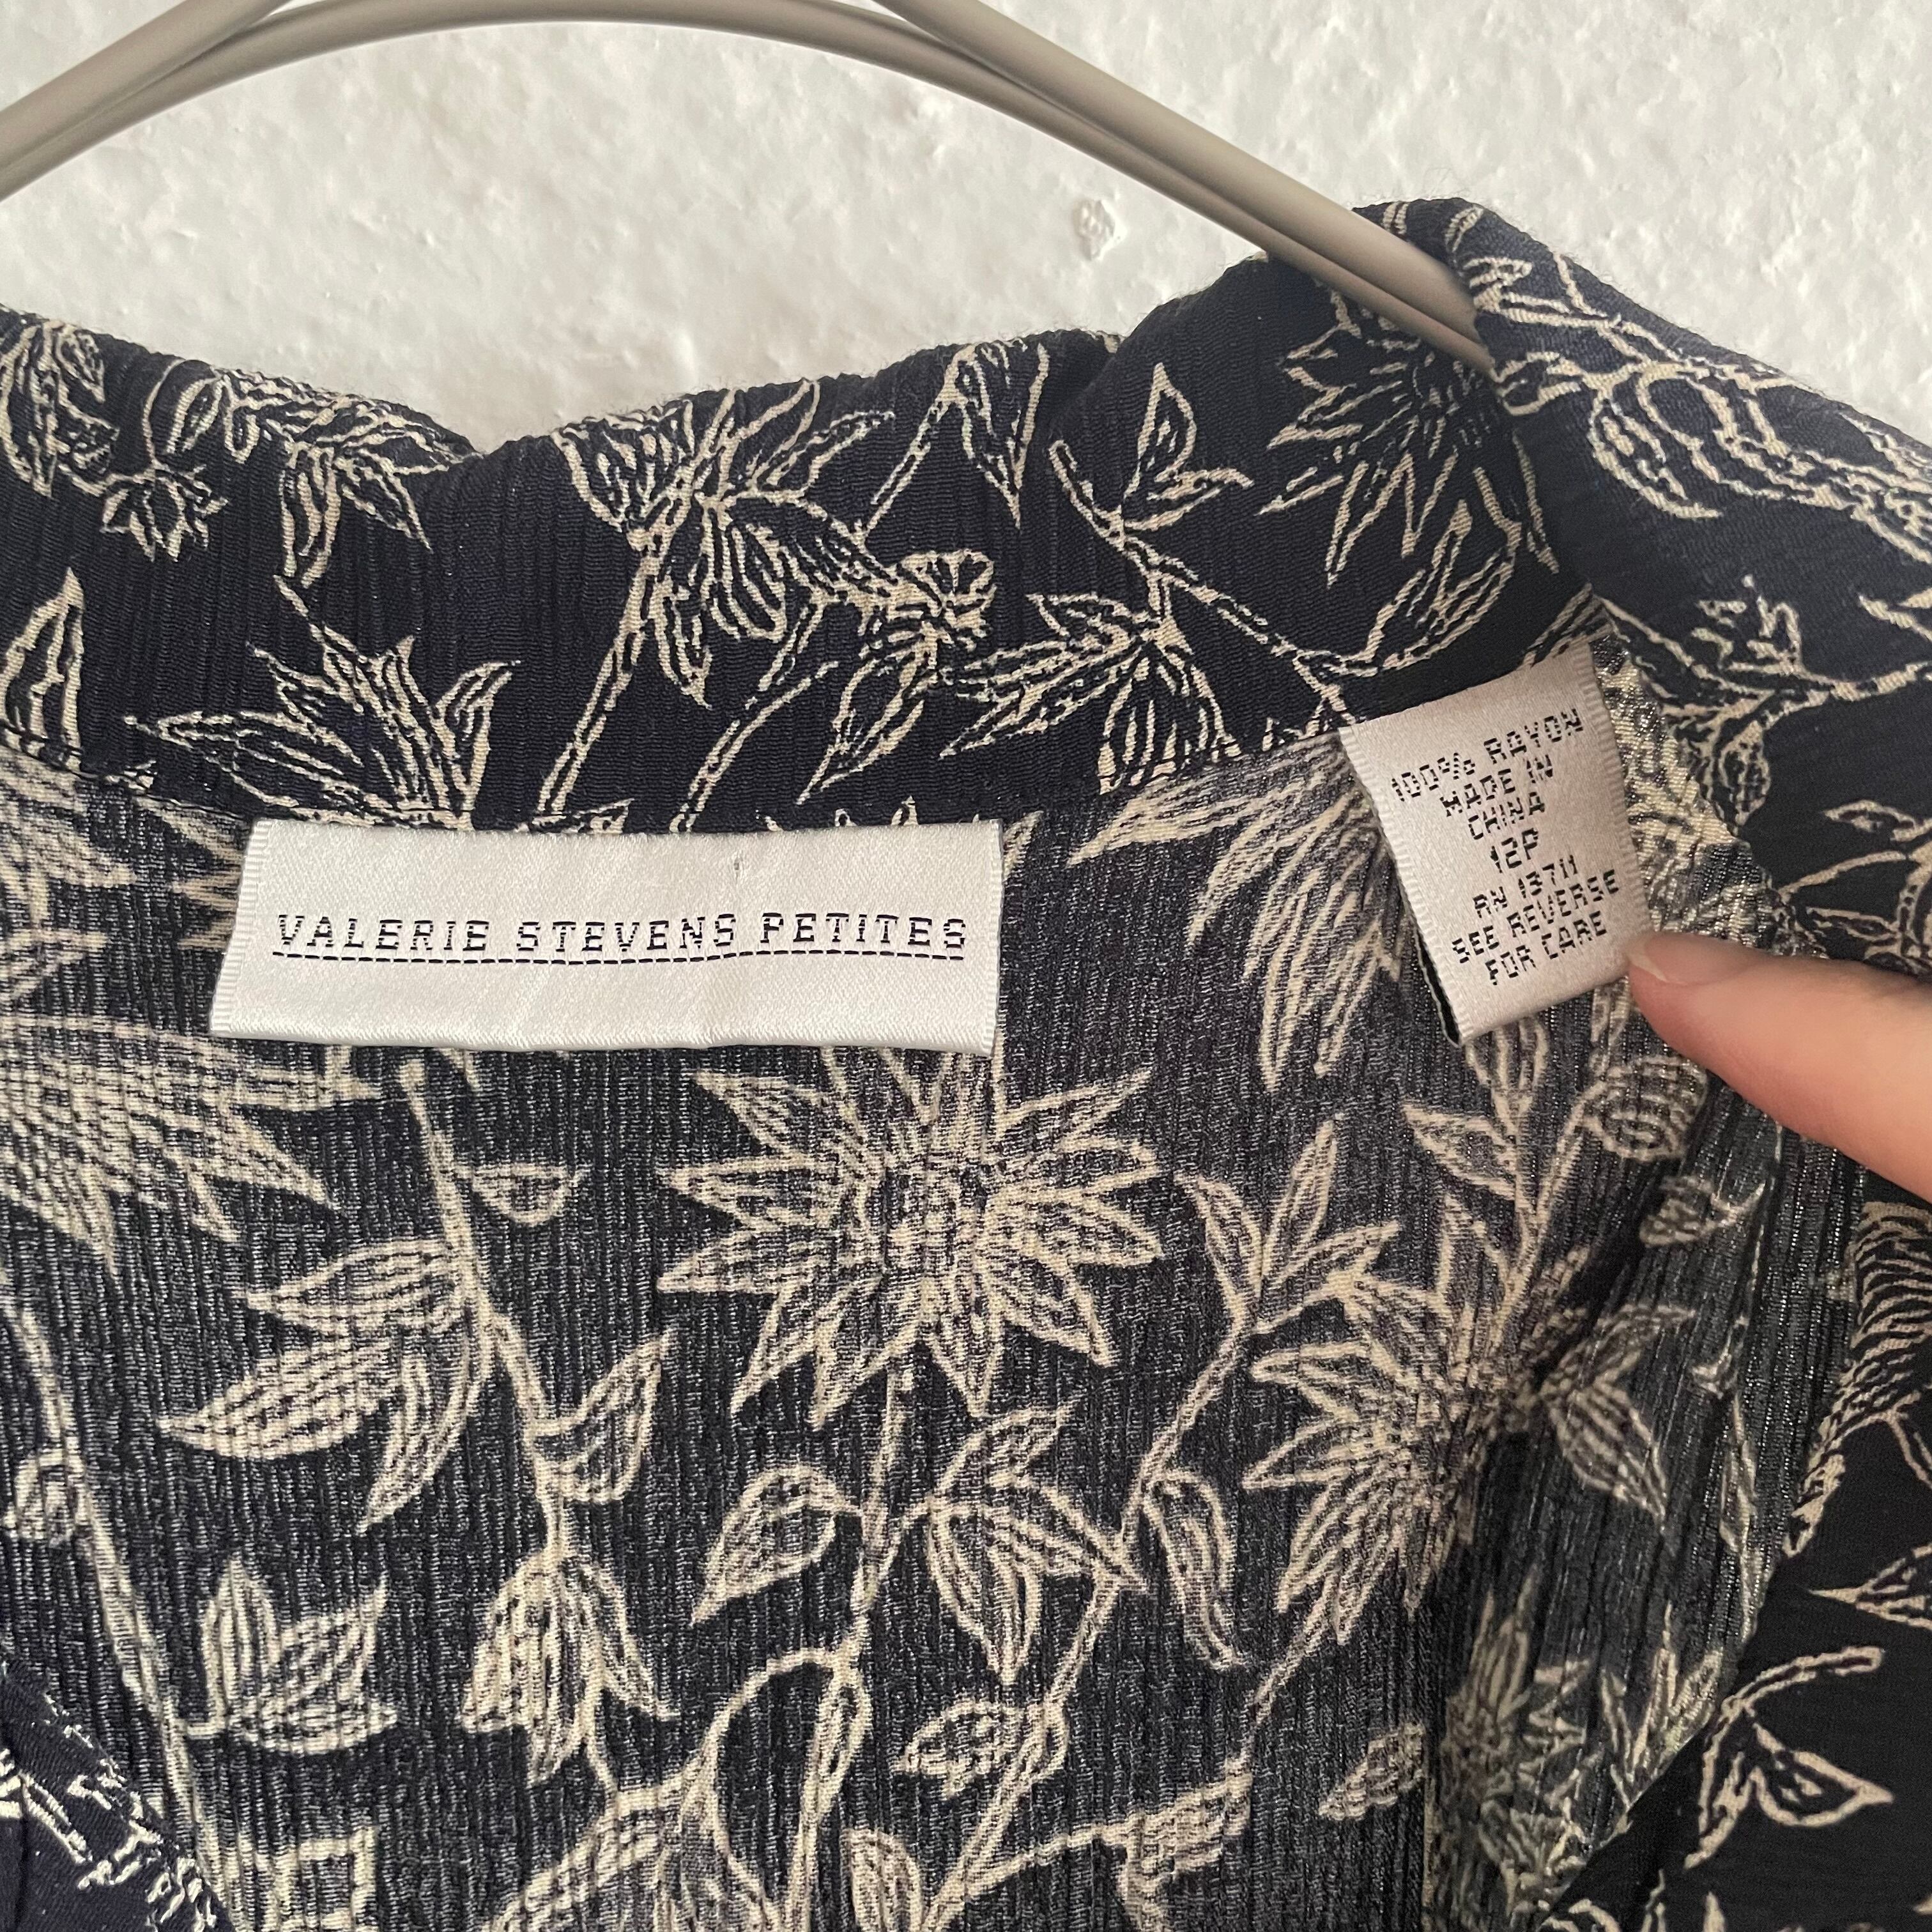 VALERIE STEVENS PETITES
100% RAYON
MADE IN
CHINA
12P
RN 13711
SEE REVERSE
FOR CARE